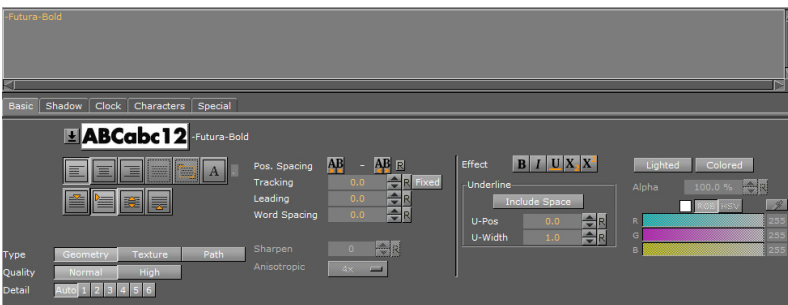 -Futura-Bold
Basic Shadow Clock Characters Special
ABCabc12 -Futura-Bold
A
Pos. Spacing AB - AB R
Tracking 0.0 R Fixed
Leading 0.0 R
Word Spacing 0.0 R
Sharpen 0 R
Anisotropic 4x
Type Geometry Texture Path
Quality Normal High
Detail Auto 1 2 3 4 5 6
Effect B I U X X
Underline
Include Space
U-Pos 0.0 R
U-Width 1.0 R
Lighted Colored
Alpha 100.0 % R
RGB HSV
R 255
G 255
B 255